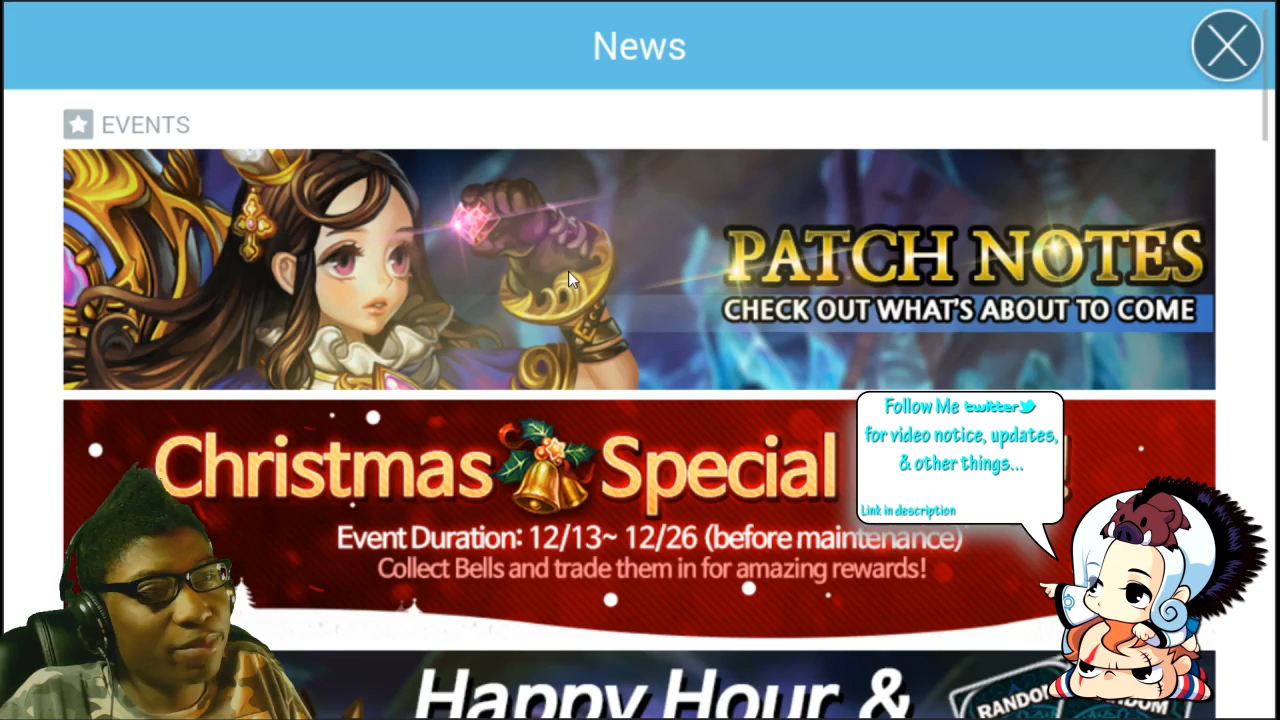 News
EVENTS
PATCH NOTES
CHECK OUT WHAT'S ABOUT TO COME
Christmas Special
Event Duration: 12/13~ 12/26 (before maintenance)
Collect Bells and trade them in for amazing rewards!
Follow Me twitter
for video notice, updates,
& other things...
Link in description
Happy Hour &